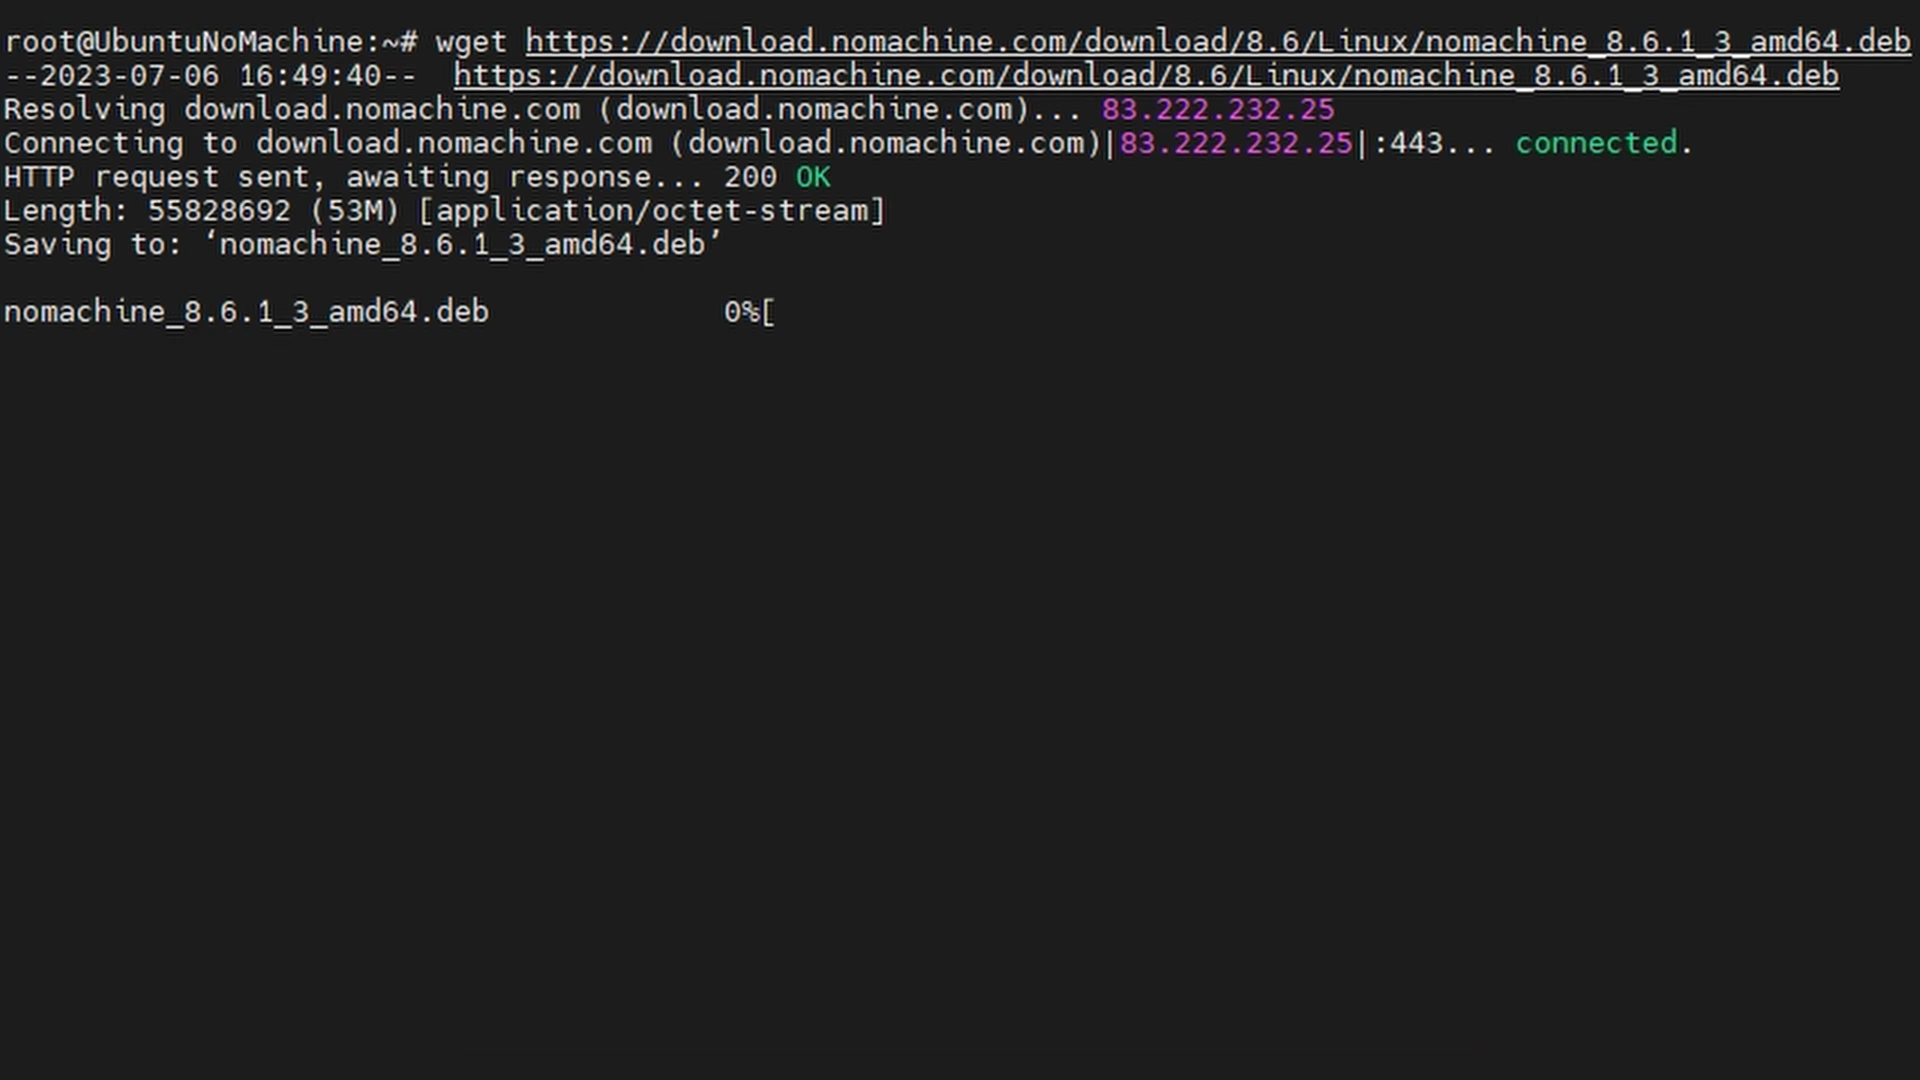 root@UbuntuNoMachine:~# wget https://download.nomachine.com/download/8.6/Linux/nomachine_8.6.1_3_amd64.deb
--2023-07-06 16:49:40--  https://download.nomachine.com/download/8.6/Linux/nomachine_8.6.1_3_amd64.deb
Resolving download.nomachine.com (download.nomachine.com)... 83.222.232.25
Connecting to download.nomachine.com (download.nomachine.com)|83.222.232.25|:443... connected.
HTTP request sent, awaiting response... 200 OK
Length: 55828692 (53M) [application/octet-stream]
Saving to: ‘nomachine_8.6.1_3_amd64.deb’
nomachine_8.6.1_3_amd64.deb             0%[